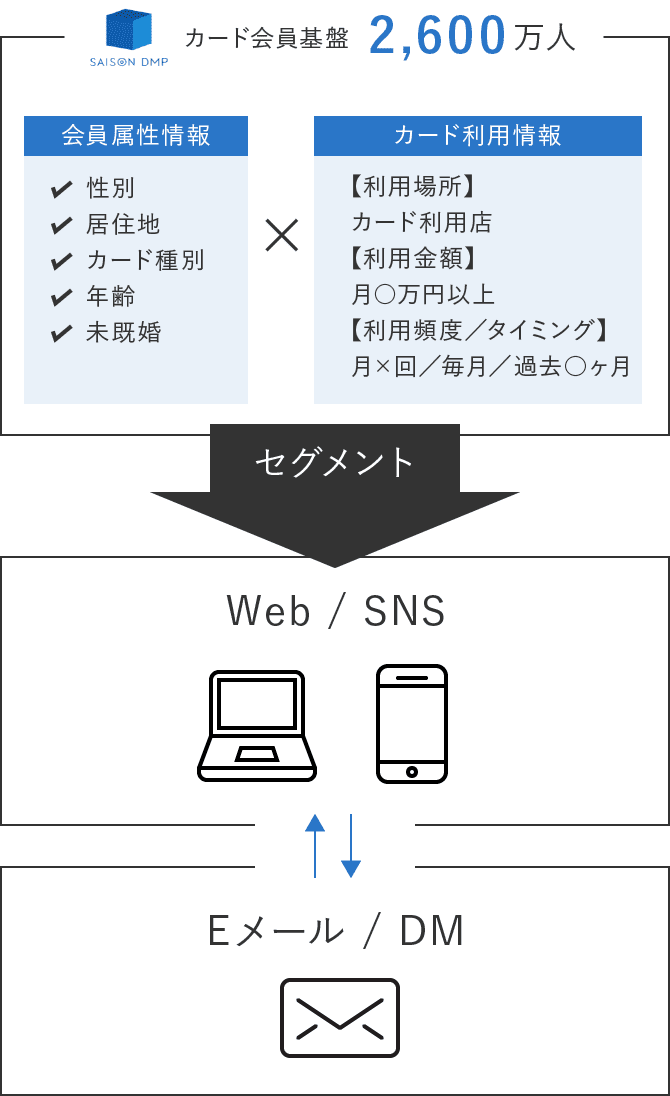 SAISON DMP
カード会員基盤 2,600万人
会員属性情報
✔ 性別
✔ 居住地
✔ カード種別
✔ 年齢
✔ 未既婚
×
カード利用情報
【利用場所】
カード利用店
【利用金額】
月○万円以上
【利用頻度／タイミング】
月×回／毎月／過去○ヶ月
セグメント
Web / SNS
Eメール / DM